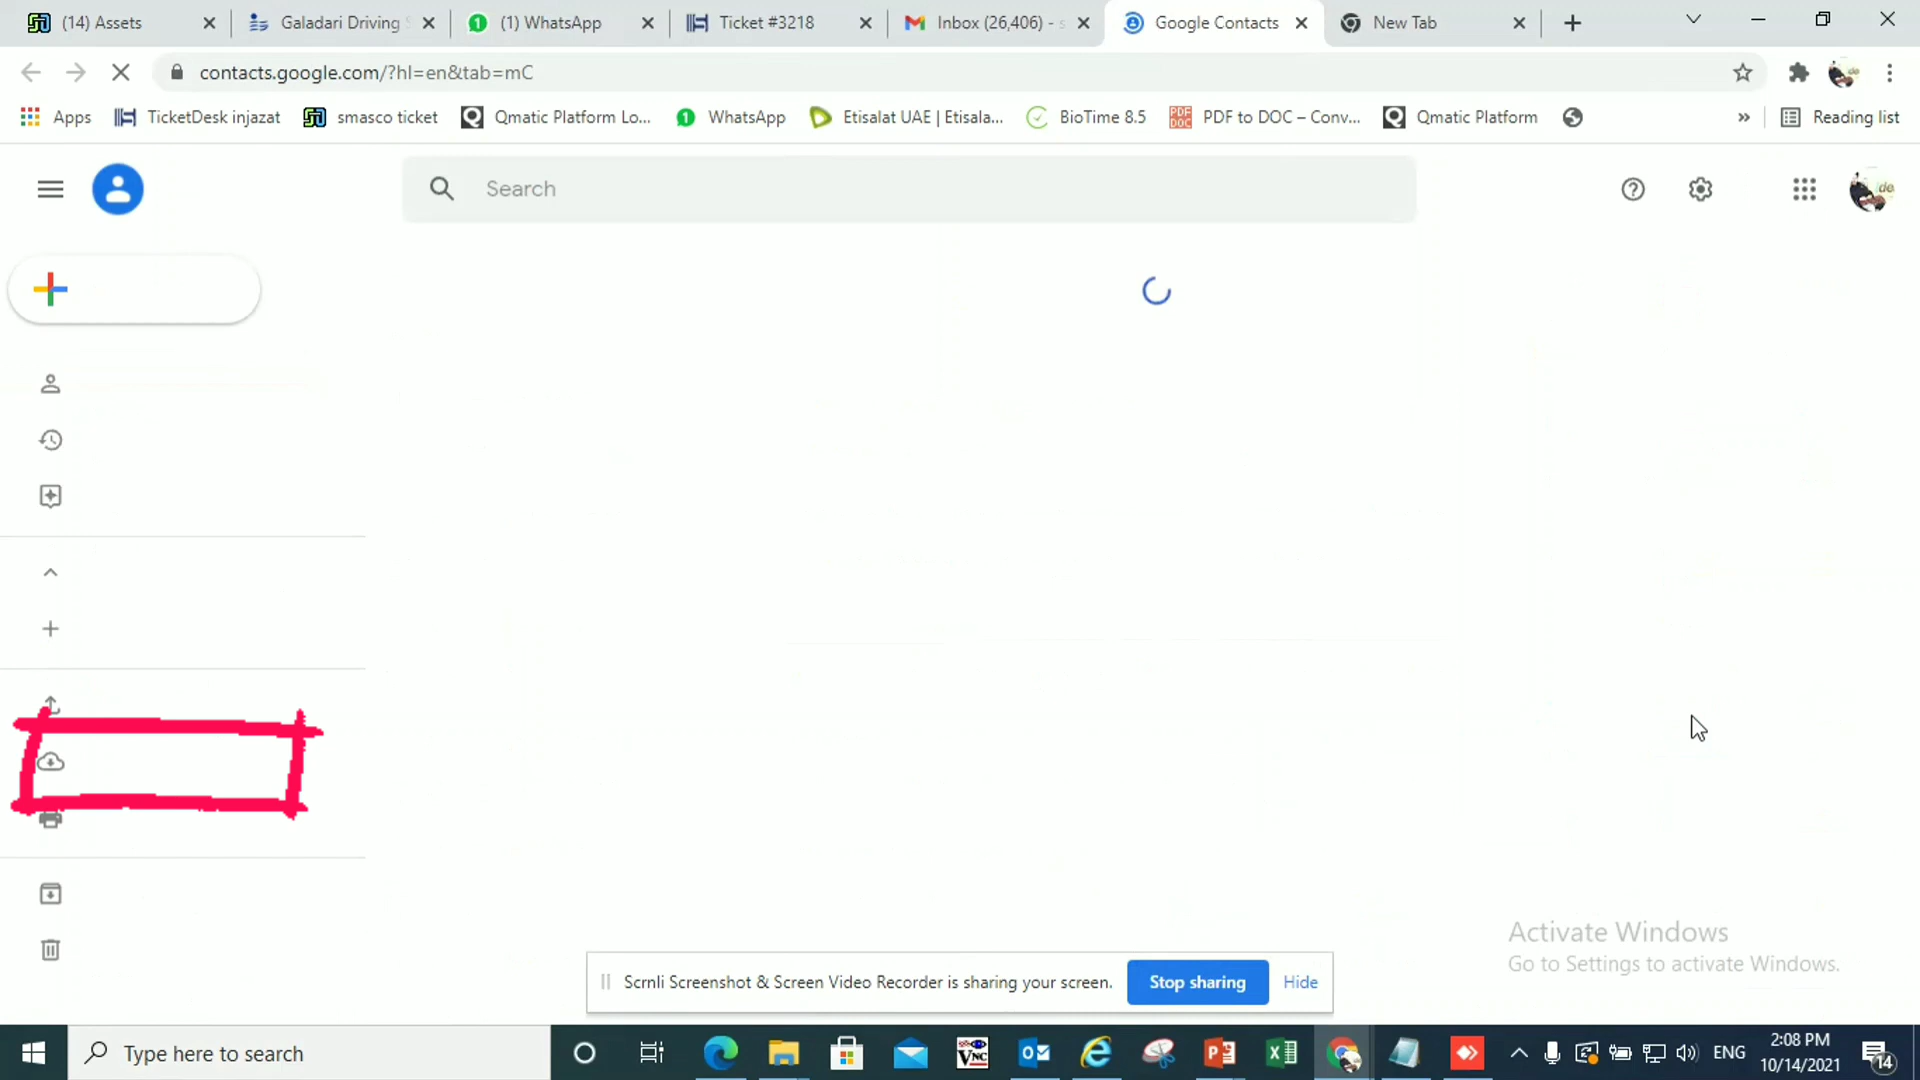 (14) Assets
Galadari Driving
(1) WhatsApp
Ticket #3218
Inbox (26,406) - s
Google Contacts
New Tab
contacts.google.com/?hl=en&tab=mC
Apps
TicketDesk injazat
smasco ticket
Qmatic Platform Lo...
WhatsApp
Etisalat UAE | Etisala...
BioTime 8.5
PDF to DOC – Conv...
Qmatic Platform
Reading list
Search
Activate Windows
Go to Settings to activate Windows.
Scrnli Screenshot & Screen Video Recorder is sharing your screen.
Stop sharing
Hide
Type here to search
ENG
2:08 PM
10/14/2021
14